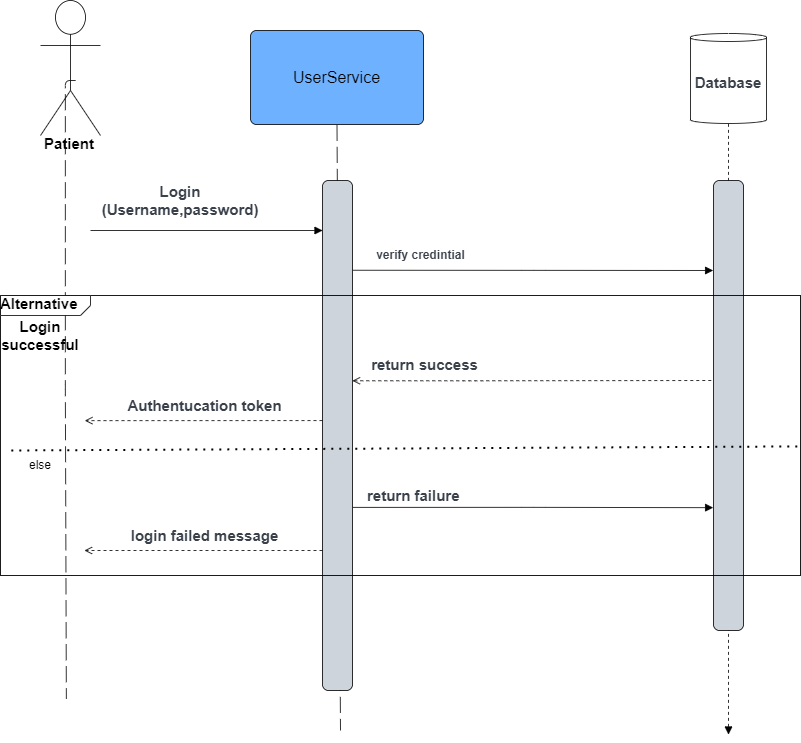 UserService
Database
Patient
Login
(Username,password)
verify credintial
Alternative
Login
successful
return success
Authentucation token
else
return failure
login failed message